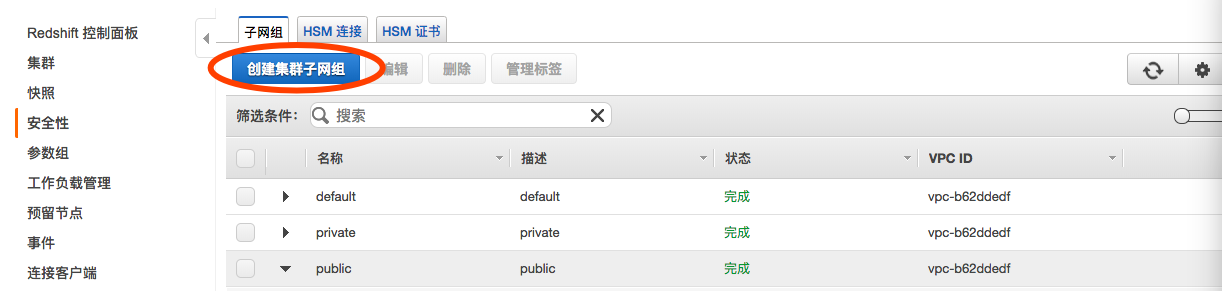 Redshift 控制面板
集群
快照
安全性
参数组
工作负载管理
预留节点
事件
连接客户端
子网组 HSM 连接 HSM 证书
创建集群子网组 编辑 删除 管理标签
筛选条件： 搜索
名称 描述 状态 VPC ID
default default 完成 vpc-b62ddedf
private private 完成 vpc-b62ddedf
public public 完成 vpc-b62ddedf